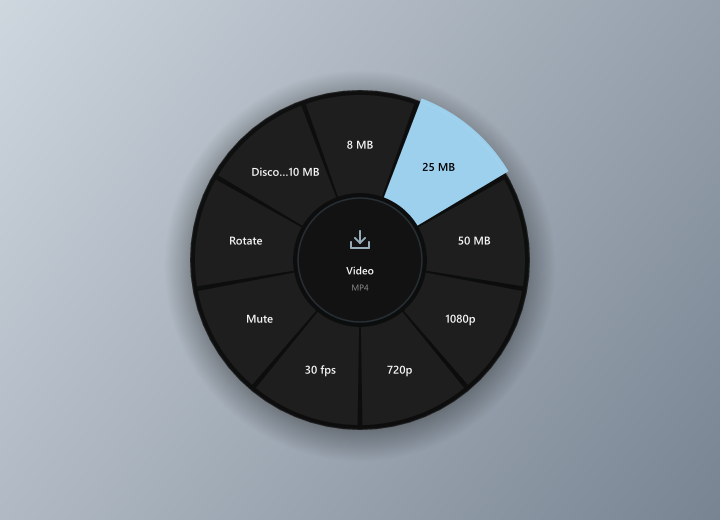 8 MB
25 MB
50 MB
1080p
720p
30 fps
Mute
Rotate
Disco...10 MB
Video
MP4